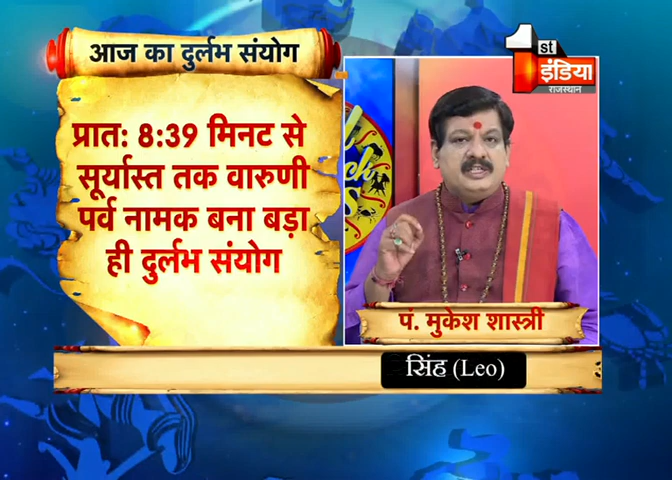 आज का दुर्लभ संयोग
प्रात: 8:39 मिनट से
सूर्यास्त तक वारुणी
पर्व नामक बना बड़ा
ही दुर्लभ संयोग
1st
इंडिया
राजस्थान
पं. मुकेश शास्त्री
सिंह (Leo)